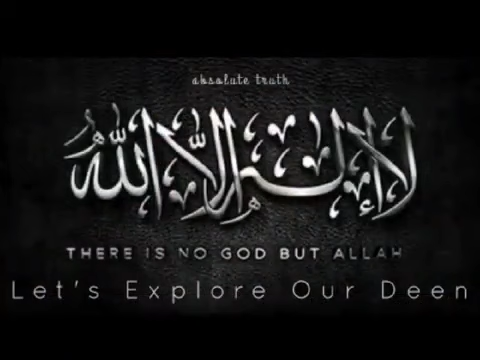 absolute truth
لا إله إلا الله
THERE IS NO GOD BUT ALLAH
Let's Explore Our Deen